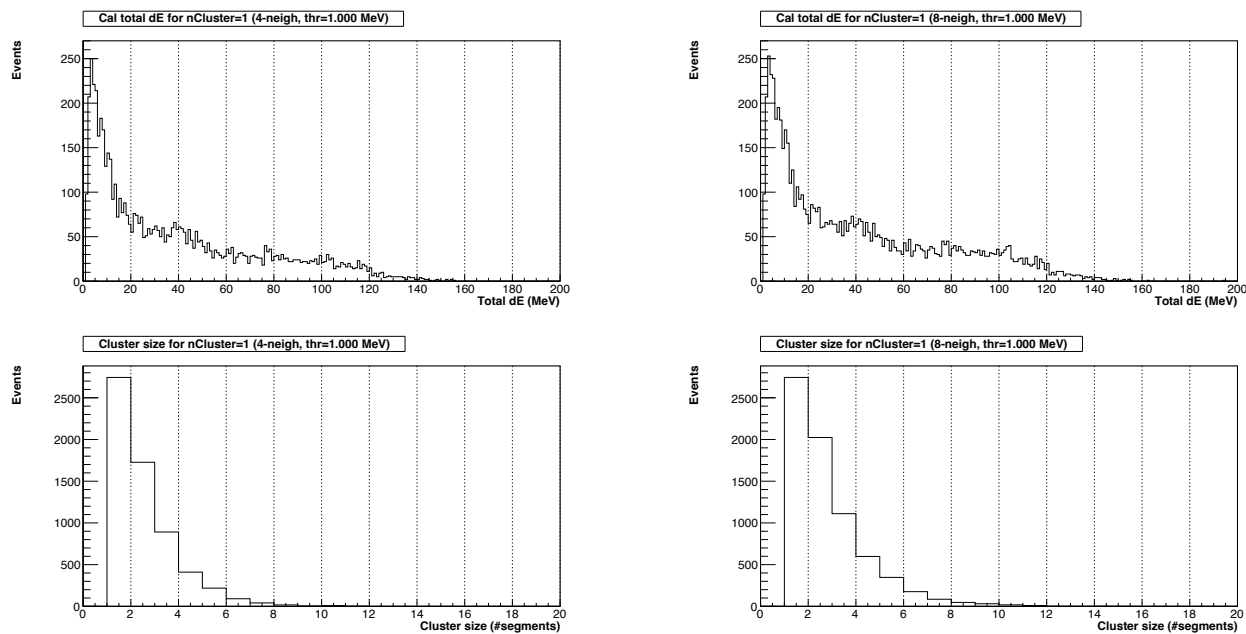 Cal total dE for nCluster=1 (4-neigh, thr=1.000 MeV)
Events
250
200
150
100
50
0
0 20 40 60 80 100 120 140 160 180 200
Total dE (MeV)
Cal total dE for nCluster=1 (8-neigh, thr=1.000 MeV)
Events
250
200
150
100
50
0
0 20 40 60 80 100 120 140 160 180 200
Total dE (MeV)
Cluster size for nCluster=1 (4-neigh, thr=1.000 MeV)
Events
2500
2000
1500
1000
500
0
0 2 4 6 8 10 12 14 16 18 20
Cluster size (#segments)
Cluster size for nCluster=1 (8-neigh, thr=1.000 MeV)
Events
2500
2000
1500
1000
500
0
0 2 4 6 8 10 12 14 16 18 20
Cluster size (#segments)